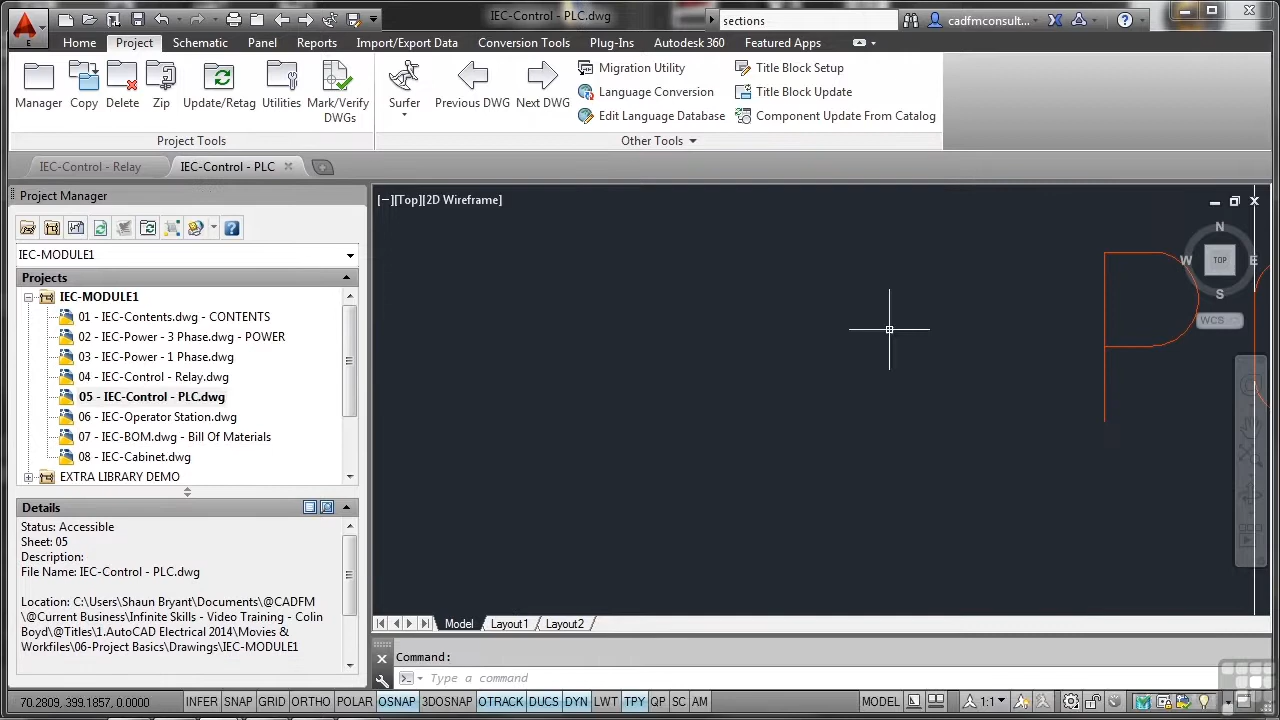 IEC-Control - PLC.dwg
sections
cadfmconsult...
E
Home
Project
Schematic
Panel
Reports
Import/Export Data
Conversion Tools
Plug-Ins
Autodesk 360
Featured Apps
Manager
Copy
Delete
Zip
Update/Retag
Utilities
Mark/Verify
DWGs
Surfer
Previous DWG
Next DWG
Migration Utility
Language Conversion
Edit Language Database
Title Block Setup
Title Block Update
Component Update From Catalog
Project Tools
Other Tools
IEC-Control - Relay
IEC-Control - PLC
Project Manager
IEC-MODULE1
Projects
IEC-MODULE1
01 - IEC-Contents.dwg - CONTENTS
02 - IEC-Power - 3 Phase.dwg - POWER
03 - IEC-Power - 1 Phase.dwg
04 - IEC-Control - Relay.dwg
05 - IEC-Control - PLC.dwg
06 - IEC-Operator Station.dwg
07 - IEC-BOM.dwg - Bill Of Materials
08 - IEC-Cabinet.dwg
EXTRA LIBRARY DEMO
Details
Status: Accessible
Sheet: 05
Description:
File Name: IEC-Control - PLC.dwg
Location: C:\Users\Shaun Bryant\Documents\@CADFM
\@Current Business\Infinite Skills - Video Training - Colin
Boyd\@Titles\1.AutoCAD Electrical 2014\Movies &
Workfiles\06-Project Basics\Drawings\IEC-MODULE1
[−][Top][2D Wireframe]
N
W
TOP
E
S
WCS
P
Model
Layout1
Layout2
Command:
Type a command
70.2809, 399.1857, 0.0000
INFER
SNAP
GRID
ORTHO
POLAR
OSNAP
3DOSNAP
OTRACK
DUCS
DYN
LWT
TPY
QP
SC
AM
MODEL
1:1